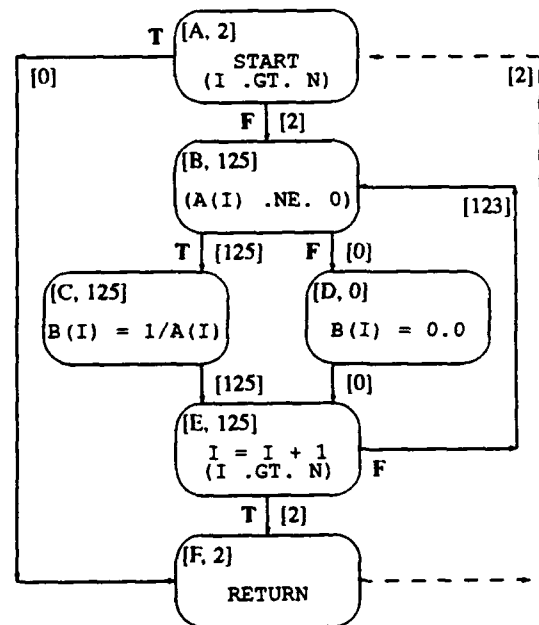 T [A, 2]
[0] START [2]
(I .GT. N)
F [2]
[B, 125]
(A(I) .NE. 0) [123]
T [125] F [0]
[C, 125] [D, 0]
B(I) = 1/A(I) B(I) = 0.0
[125] [0]
[E, 125]
I = I + 1
(I .GT. N) F
T [2]
[F, 2]
RETURN